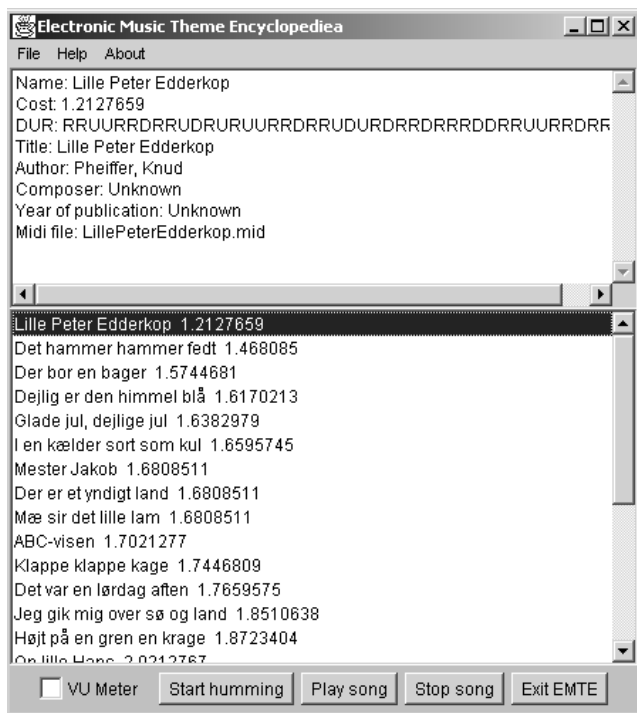 Electronic Music Theme Encyclopediea
File Help About
Name: Lille Peter Edderkop
Cost: 1.2127659
DUR: RRUURRDRRUDRURUURRDRRUDURDRRDRRRDDRRUURRDRR
Title: Lille Peter Edderkop
Author: Pheiffer, Knud
Composer: Unknown
Year of publication: Unknown
Midi file: LillePeterEdderkop.mid
Lille Peter Edderkop 1.2127659
Det hammer hammer fedt 1.468085
Der bor en bager 1.5744681
Dejlig er den himmel blå 1.6170213
Glade jul, dejlige jul 1.6382979
I en kælder sort som kul 1.6595745
Mester Jakob 1.6808511
Der er et yndigt land 1.6808511
Mæ sir det lille lam 1.6808511
ABC-visen 1.7021277
Klappe klappe kage 1.7446809
Det var en lørdag aften 1.7659575
Jeg gik mig over sø og land 1.8510638
Højt på en gren en krage 1.8723404
lille Hans 2.0212767
VU Meter Start humming Play song Stop song Exit EMTE